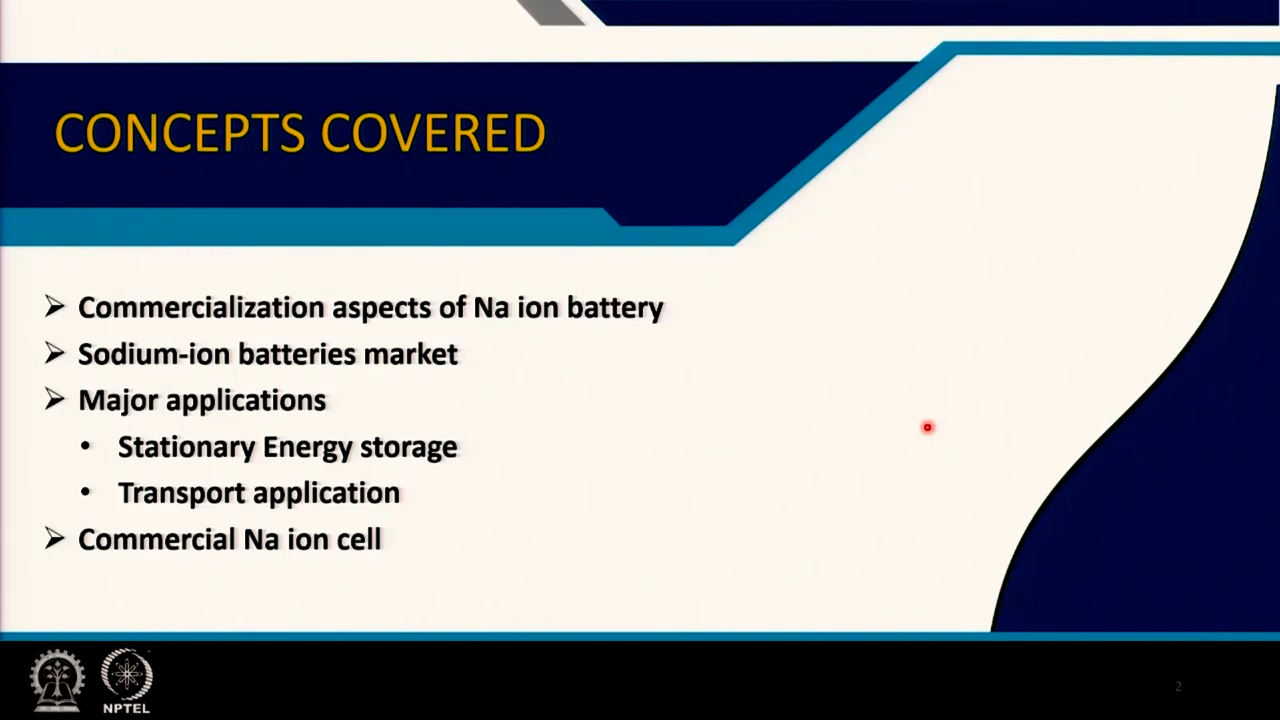 CONCEPTS COVERED
➢ Commercialization aspects of Na ion battery
➢ Sodium-ion batteries market
➢ Major applications
• Stationary Energy storage
• Transport application
➢ Commercial Na ion cell
NPTEL
2